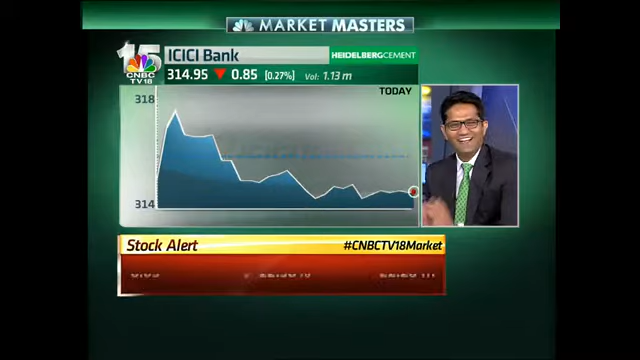 MARKET MASTERS
15
CNBC
TV18
ICICI Bank
HEIDELBERGCEMENT
314.95 ▼ 0.85 [0.27%] Vol: 1.13 m
TODAY
318
314
Stock Alert
#CNBCTV18Market